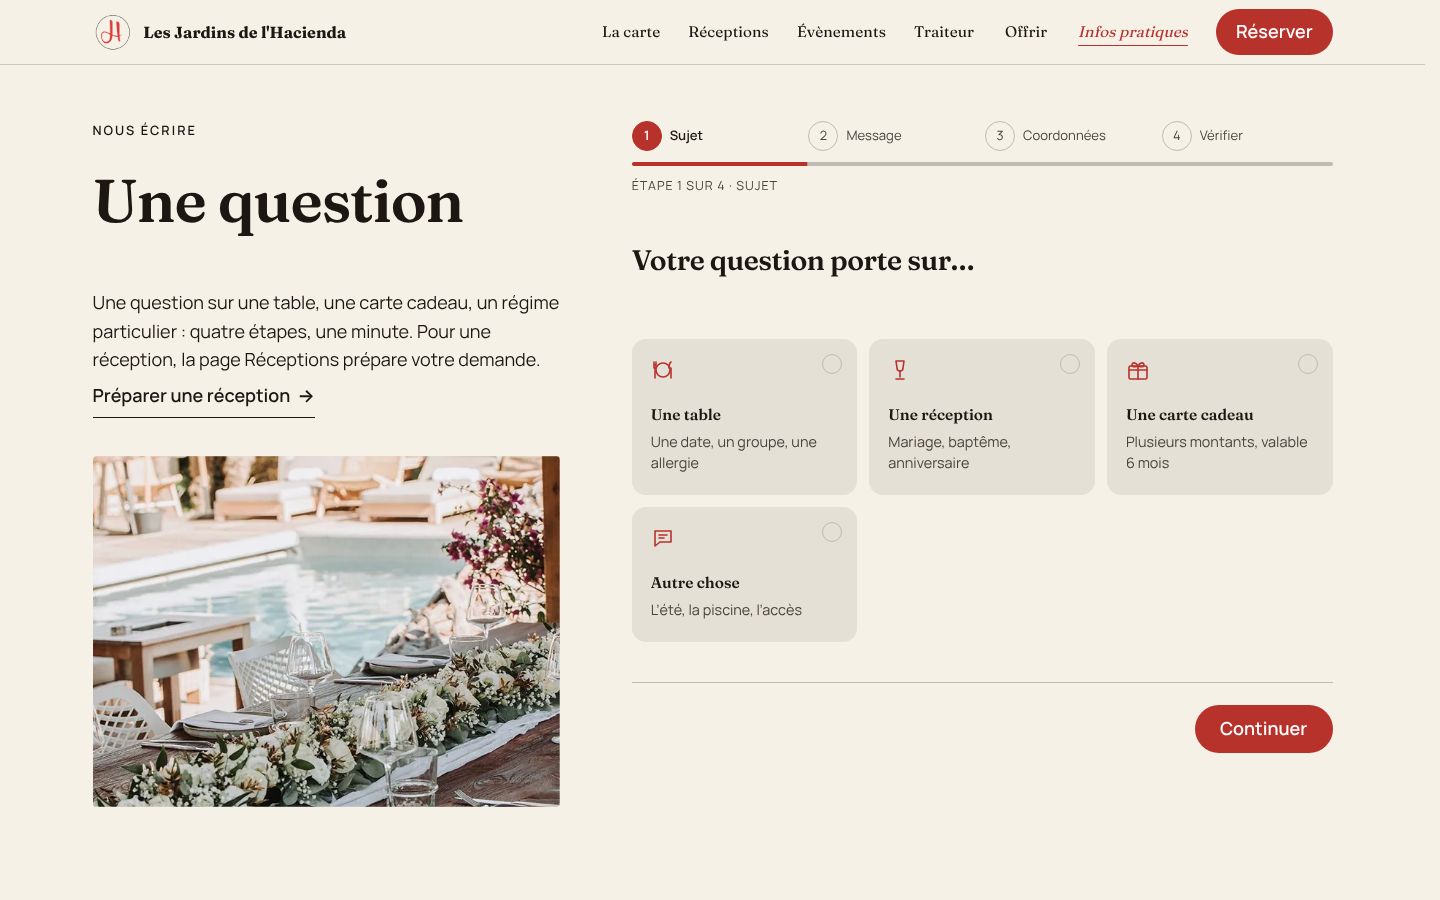 H
Les Jardins de l'Hacienda
La carte
Réceptions
Évènements
Traiteur
Offrir
Infos pratiques
Réserver
NOUS ÉCRIRE
Une question
Une question sur une table, une carte cadeau, un régime
particulier : quatre étapes, une minute. Pour une
réception, la page Réceptions prépare votre demande.
Préparer une réception →
1 Sujet
2 Message
3 Coordonnées
4 Vérifier
ÉTAPE 1 SUR 4 · SUJET
Votre question porte sur…
Une table
Une date, un groupe, une
allergie
Une réception
Mariage, baptême,
anniversaire
Une carte cadeau
Plusieurs montants, valable
6 mois
Autre chose
L'été, la piscine, l'accès
Continuer